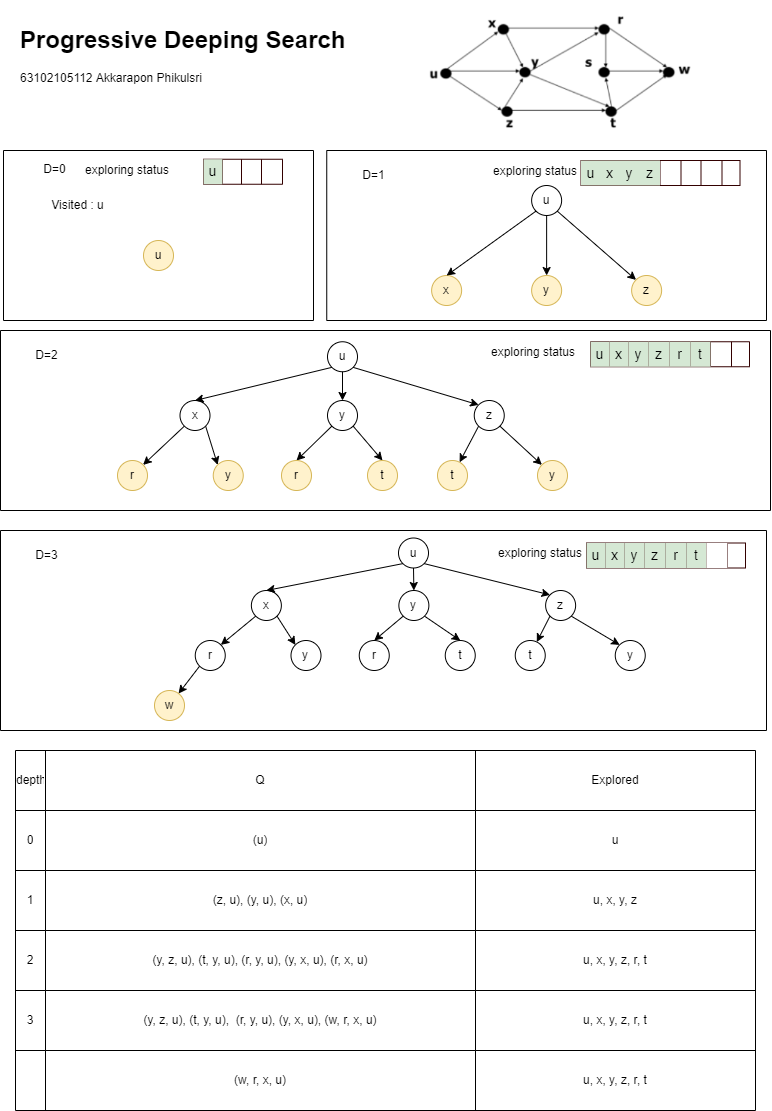 Progressive Deeping Search
63102105112 Akkarapon Phikulsri
x
r
u
y
s
w
z
t
D=0 exploring status u
Visited : u
u
D=1 exploring status u x y z
u
x y z
D=2 exploring status u x y z r t
u
x y z
r y r t t y
D=3 exploring status u x y z r t
u
x y z
r y r t t y
w
depth Q Explored
0 (u) u
1 (z, u), (y, u), (x, u) u, x, y, z
2 (y, z, u), (t, y, u), (r, y, u), (y, x, u), (r, x, u) u, x, y, z, r, t
3 (y, z, u), (t, y, u), (r, y, u), (y, x, u), (w, r, x, u) u, x, y, z, r, t
(w, r, x, u) u, x, y, z, r, t